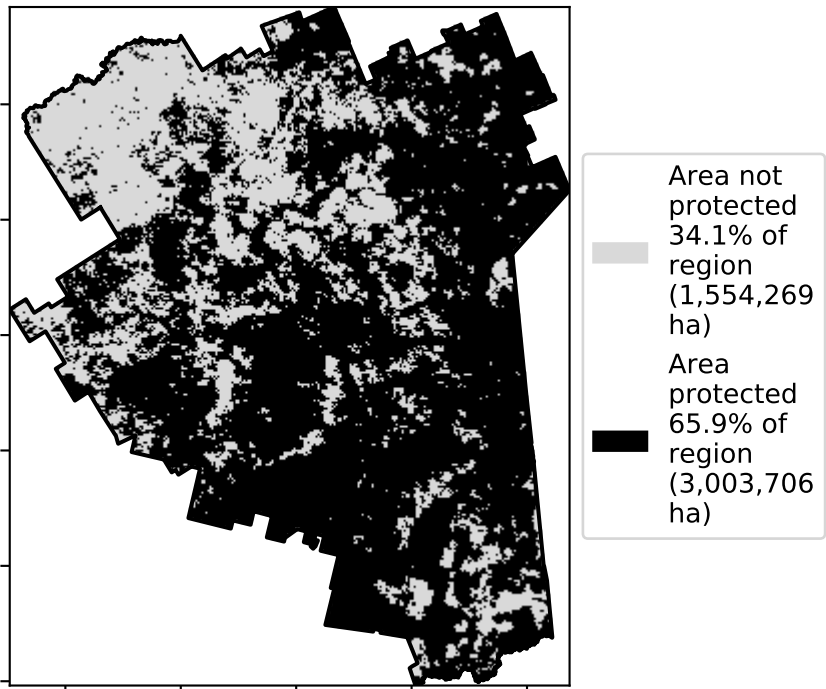 Area not
protected
34.1% of
region
(1,554,269
ha)
Area
protected
65.9% of
region
(3,003,706
ha)